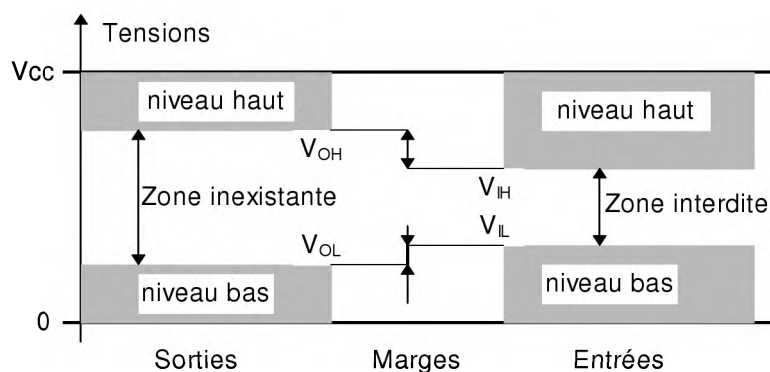 Tensions
Vcc
niveau haut
niveau haut
VOH
VIH
Zone inexistante
Zone interdite
VIL
VOL
niveau bas
niveau bas
0
Sorties
Marges
Entrées